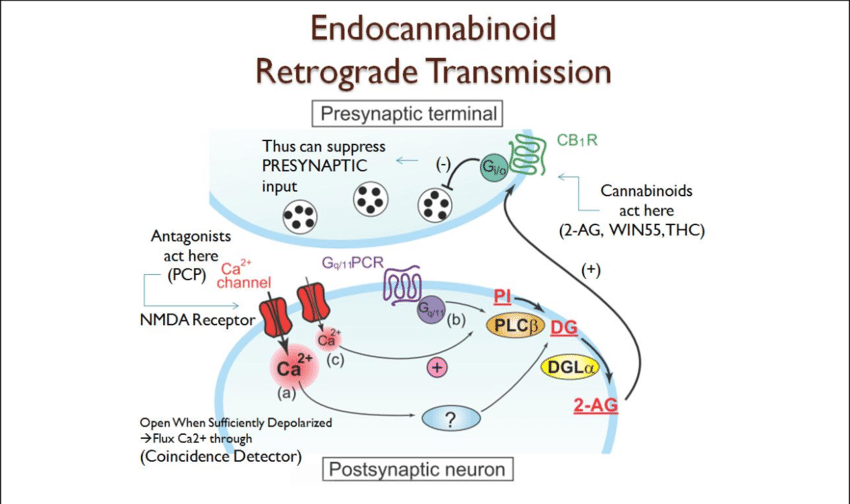 Endocannabinoid
Retrograde Transmission
Presynaptic terminal
Thus can suppress
PRESYNAPTIC
input
(-)
Gi/o
CB1R
Cannabinoids
act here
(2-AG, WIN55,THC)
Antagonists
act here
(PCP)
Ca2+
channel
NMDA Receptor
Gq/11PCR
Gq/11
(b)
(+)
PI
PLCβ
DG
DGLα
2-AG
Ca2+
(c)
Ca2+
(a)
+
?
Open When Sufficiently Depolarized
→Flux Ca2+ through
(Coincidence Detector)
Postsynaptic neuron